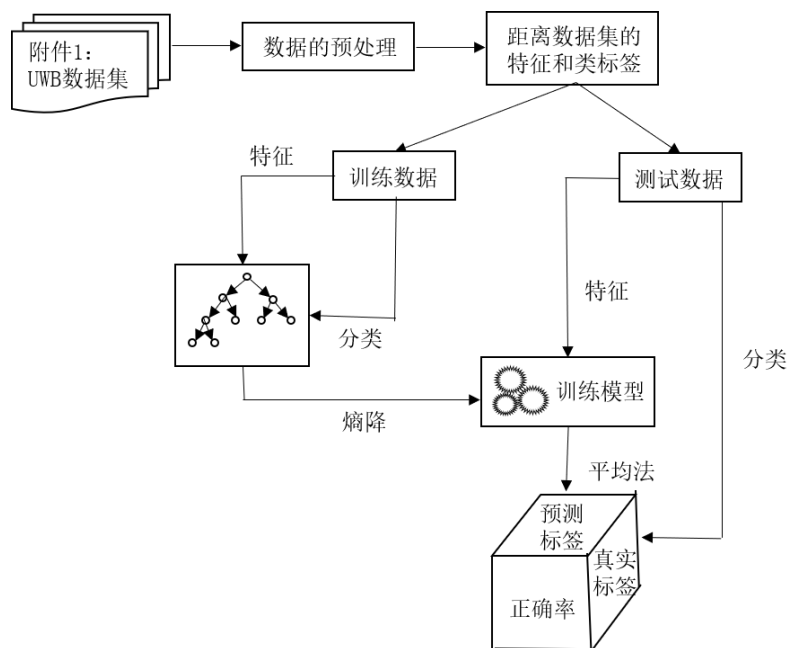 附件1：
UWB数据集
数据的预处理
距离数据集的
特征和类标签
特征
训练数据
测试数据
特征
分类
分类
训练模型
熵降
平均法
预测
标签
真实
标签
正确率